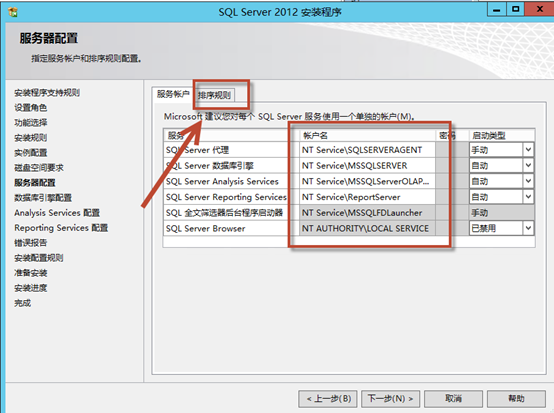 SQL Server 2012 安装程序
服务器配置
指定服务帐户和排序规则配置。
安装程序支持规则
设置角色
功能选择
安装规则
实例配置
磁盘空间要求
服务器配置
数据库引擎配置
Analysis Services 配置
Reporting Services 配置
错误报告
安装配置规则
准备安装
安装进度
完成
服务帐户 排序规则
Microsoft 建议您对每个 SQL Server 服务使用一个单独的帐户(M)。
服务 帐户名 密码 启动类型
SQL Server 代理 NT Service\SQLSERVERAGENT 手动
SQL Server 数据库引擎 NT Service\MSSQLSERVER 自动
SQL Server Analysis Services NT Service\MSSQLServerOLAP... 自动
SQL Server Reporting Services NT Service\ReportServer 自动
SQL 全文筛选器后台程序启动器 NT Service\MSSQLFDLauncher 手动
SQL Server Browser NT AUTHORITY\LOCAL SERVICE 已禁用
< 上一步(B) 下一步(N) > 取消 帮助